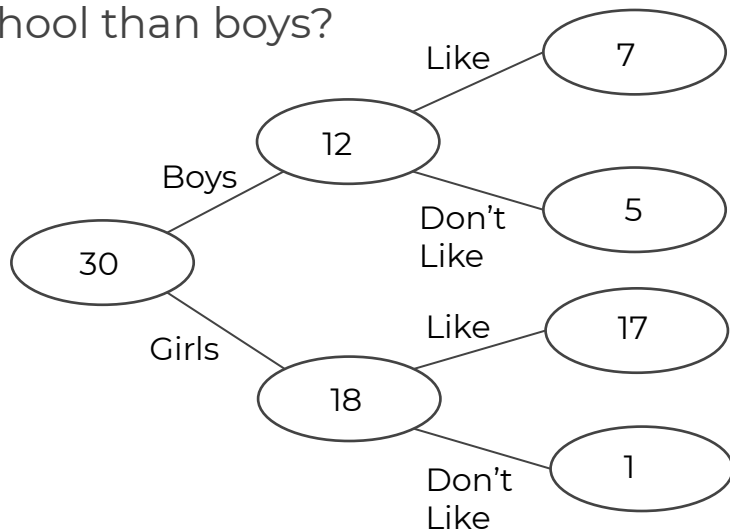 hool than boys?
Like
7
12
Boys
Don't
Like
5
30
Girls
Like
17
18
Don't
Like
1